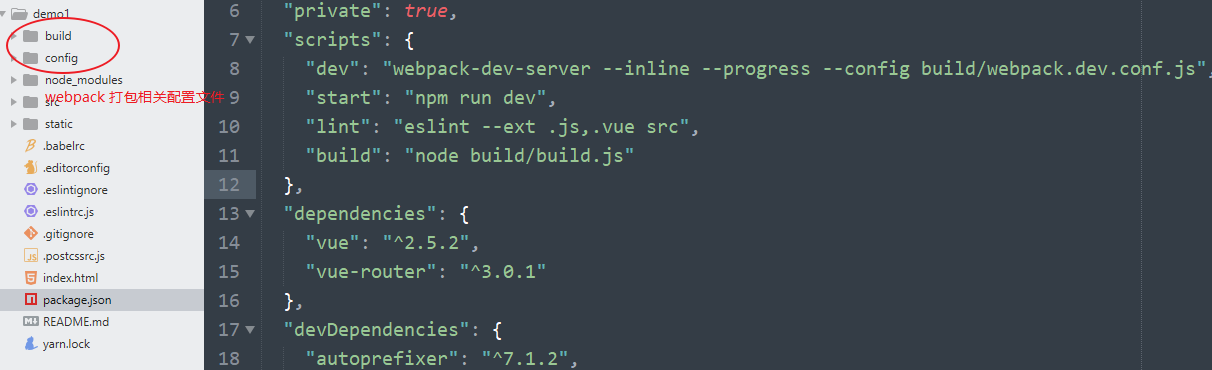 demo1
build
config
node_modules
webpack 打包相关配置文件
src
static
.babelrc
.editorconfig
.eslintignore
.eslintrc.js
.gitignore
.postcssrc.js
index.html
package.json
README.md
yarn.lock
6 "private": true,
7 "scripts": {
8 "dev": "webpack-dev-server --inline --progress --config build/webpack.dev.conf.js",
9 "start": "npm run dev",
10 "lint": "eslint --ext .js,.vue src",
11 "build": "node build/build.js"
12 },
13 "dependencies": {
14 "vue": "^2.5.2",
15 "vue-router": "^3.0.1"
16 },
17 "devDependencies": {
18 "autoprefixer": "^7.1.2",